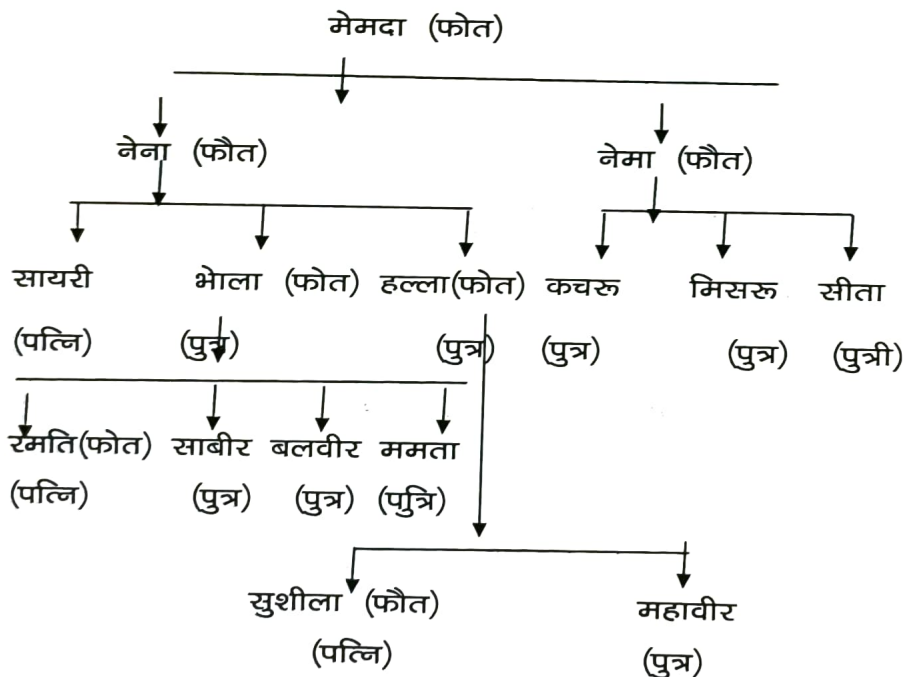 मेमदा (फोत)
नेना (फौत) नेमा (फौत)
सायरी भेाला (फोत) हल्ला(फोत) कचरू मिसरू सीता
(पत्नि) (पुत्र) (पुत्र) (पुत्र) (पुत्र) (पुत्री)
रमति(फोत) साबीर बलवीर ममता
(पत्नि) (पुत्र) (पुत्र) (पुत्रि)
सुशीला (फौत) महावीर
(पत्नि) (पुत्र)